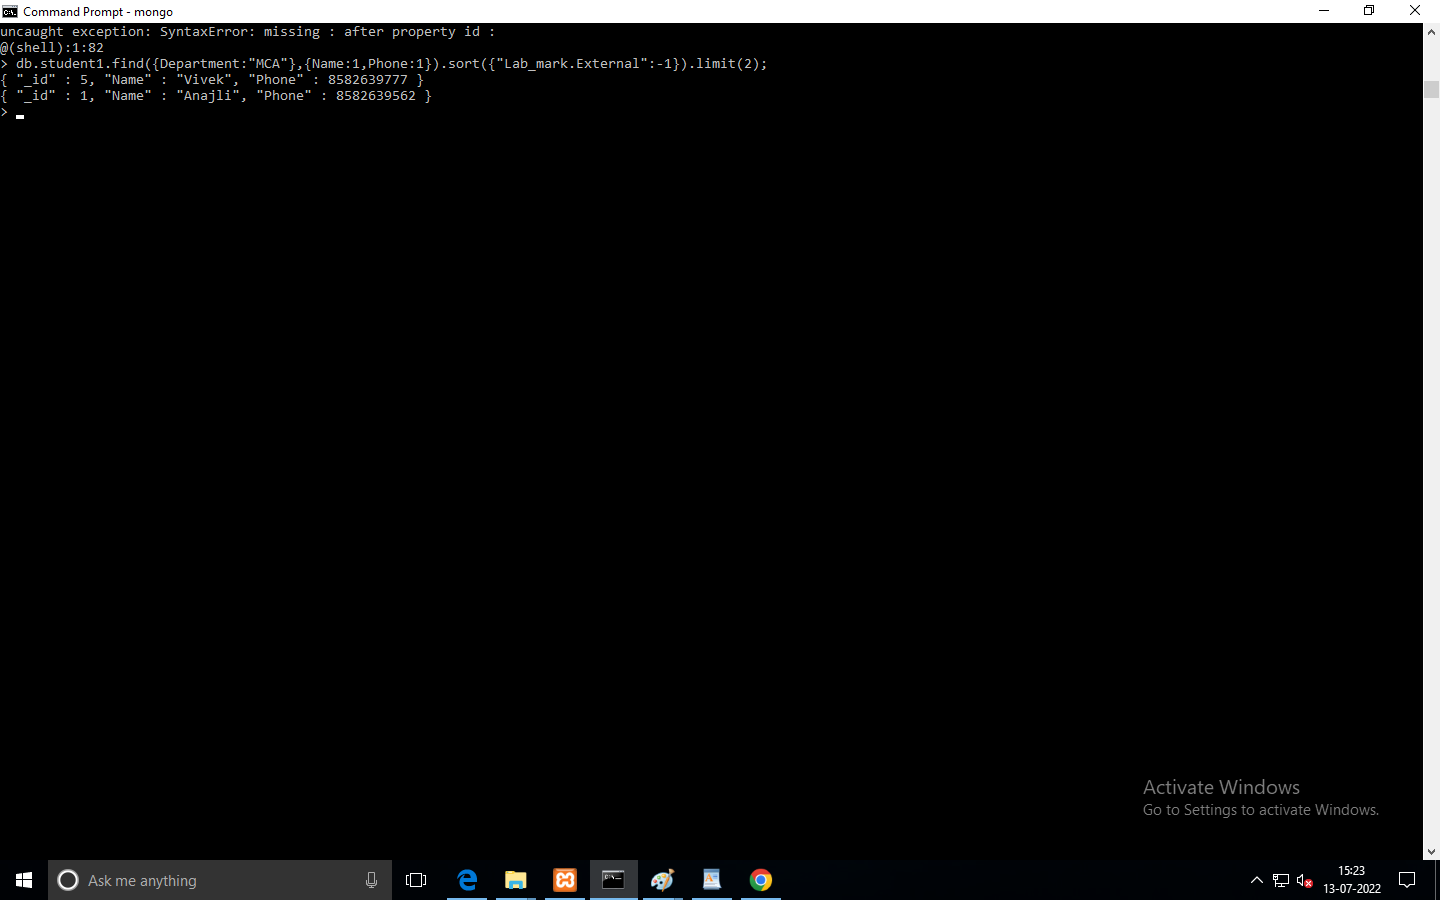 Command Prompt - mongo
uncaught exception: SyntaxError: missing : after property id :
@(shell):1:82
> db.student1.find({Department:"MCA"},{Name:1,Phone:1}).sort({"Lab_mark.External":-1}).limit(2);
{ "_id" : 5, "Name" : "Vivek", "Phone" : 8582639777 }
{ "_id" : 1, "Name" : "Anajli", "Phone" : 8582639562 }
>
Activate Windows
Go to Settings to activate Windows.
Ask me anything
15:23
13-07-2022